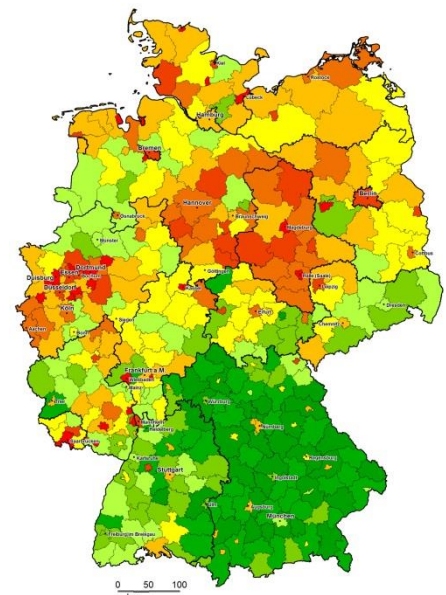 Kiel
Rostock
Lübeck
Hamburg
Bremen
Berlin
Hannover
Osnabrück
Braunschweig
Magdeburg
Münster
Cottbus
Dortmund
Duisburg
Essen
Göttingen
Halle (Saale)
Leipzig
Düsseldorf
Kassel
Dresden
Köln
Erfurt
Chemnitz
Aachen
Bonn
Siegen
Frankfurt a M
Wiesbaden
Mainz
Trier
Würzburg
Mannheim
Heidelberg
Nürnberg
Saarbrücken
Regensburg
Karlsruhe
Stuttgart
Ingolstadt
Ulm
Augsburg
München
Freiburg im Breisgau
0 50 100